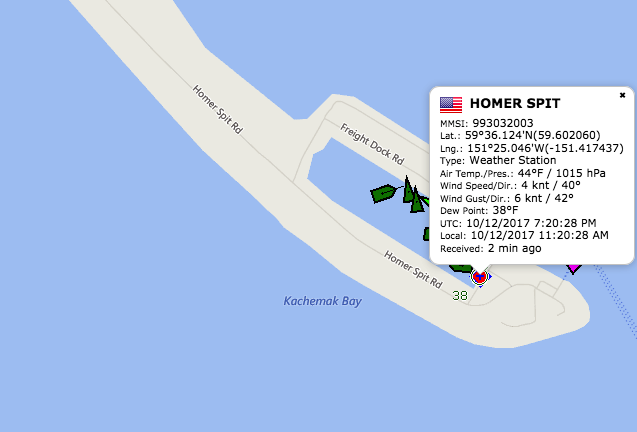 Homer Spit Rd
Freight Dock Rd
HOMER SPIT
MMSI: 993032003
Lat.: 59°36.124'N(59.602060)
Lng.: 151°25.046'W(-151.417437)
Type: Weather Station
Air Temp./Pres.: 44°F / 1015 hPa
Wind Speed/Dir.: 4 knt / 40°
Wind Gust/Dir.: 6 knt / 42°
Dew Point: 38°F
UTC: 10/12/2017 7:20:28 PM
Local: 10/12/2017 11:20:28 AM
Received: 2 min ago
Homer Spit Rd
38
Kachemak Bay